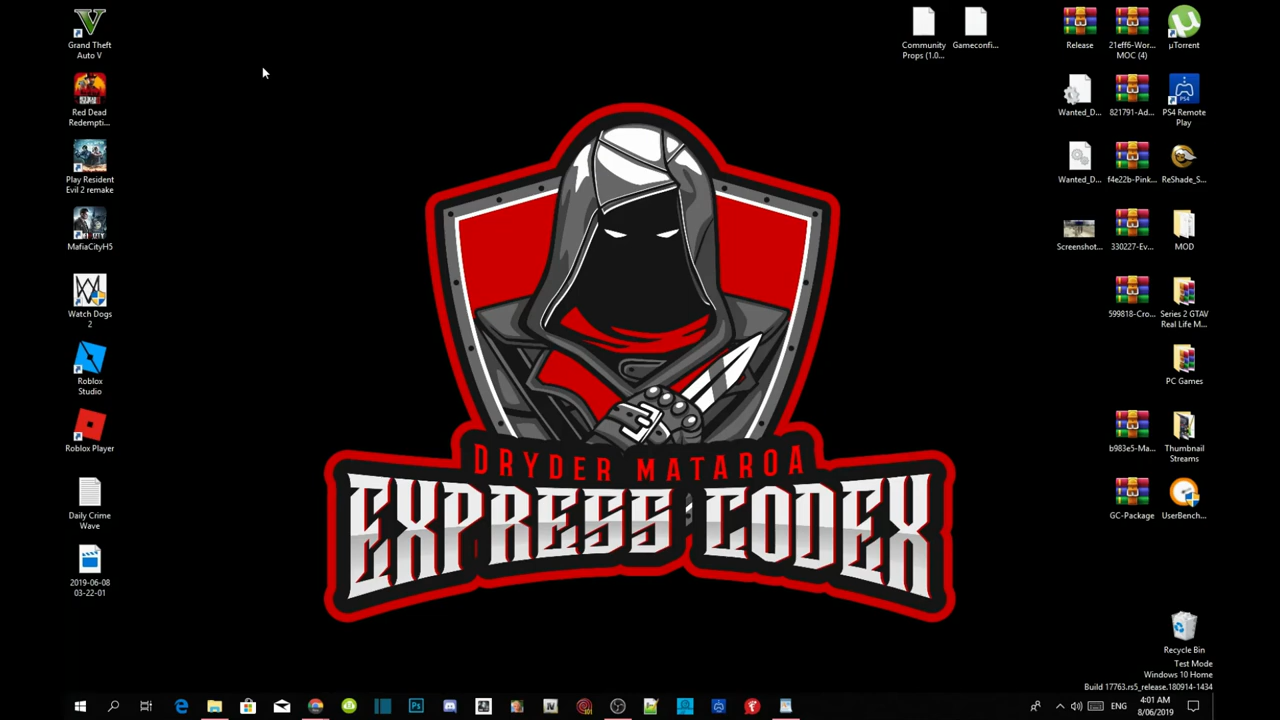 Grand Theft
Auto V
Red Dead
Redempti...
Play Resident
Evil 2 remake
MafiaCityH5
Watch Dogs
2
Roblox
Studio
Roblox Player
Daily Crime
Wave
2019-06-08
03-22-01
DRYDER MATAROA
EXPRESS CODEX
Community
Props (1.0...
Gameconfi...
Release
21eff6-Wor...
MOC (4)
µTorrent
Wanted_D...
821791-Ad...
PS4 Remote
Play
Wanted_D...
f4e22b-Pink...
ReShade_S...
Screenshot...
330227-Ev...
MOD
599818-Cro...
Series 2 GTAV
Real Life M...
PC Games
b983e5-Ma...
Thumbnail
Streams
GC-Package
UserBench...
Recycle Bin
Test Mode
Windows 10 Home
Build 17763.rs5_release.180914-1434
ENG
4:01 AM
8/06/2019